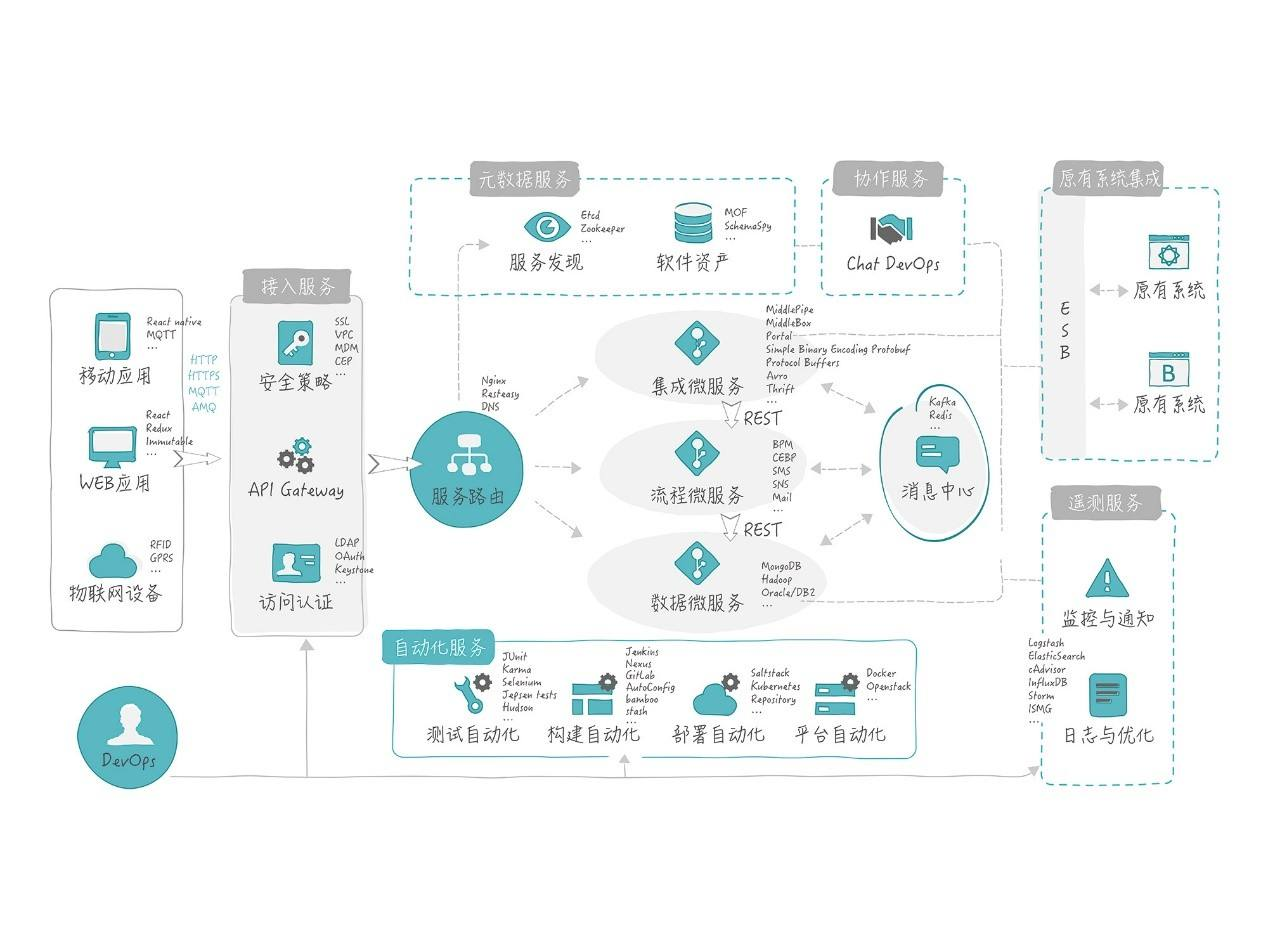 元数据服务
Etcd
Zookeeper
...
服务发现
MOF
SchemaSpy
...
软件资产
协作服务
Chat DevOps
原有系统集成
ESB
原有系统
B
原有系统
React native
MQTT
...
移动应用
React
Redux
Immutable
...
WEB应用
RFID
GPRS
...
物联网设备
HTTP
HTTPS
MQTT
AMQ
接入服务
SSL
VPC
MDM
CEP
...
安全策略
API Gateway
LDAP
OAuth
Keystone
...
访问认证
Nginx
Resteasy
DNS
服务路由
MiddlePipe
MiddleBox
Portal
Simple Binary Encoding Protobuf
Protocol Buffers
Avro
Thrift
...
集成微服务
REST
BPM
CEBP
SMS
SNS
Mail
...
流程微服务
REST
MongoDB
Hadoop
Oracle/DB2
...
数据微服务
Kafka
Redis
...
消息中心
遥测服务
监控与通知
Logstash
ElasticSearch
cAdvisor
InfluxDB
Storm
ISMG
...
日志与优化
自动化服务
JUnit
Karma
Selenium
Jepsen tests
Hudson
...
测试自动化
Jenkins
Nexus
GitLab
AutoConfig
bamboo
stash
...
构建自动化
Saltstack
Kubernetes
Repository
...
部署自动化
Docker
Openstack
...
平台自动化
DevOps